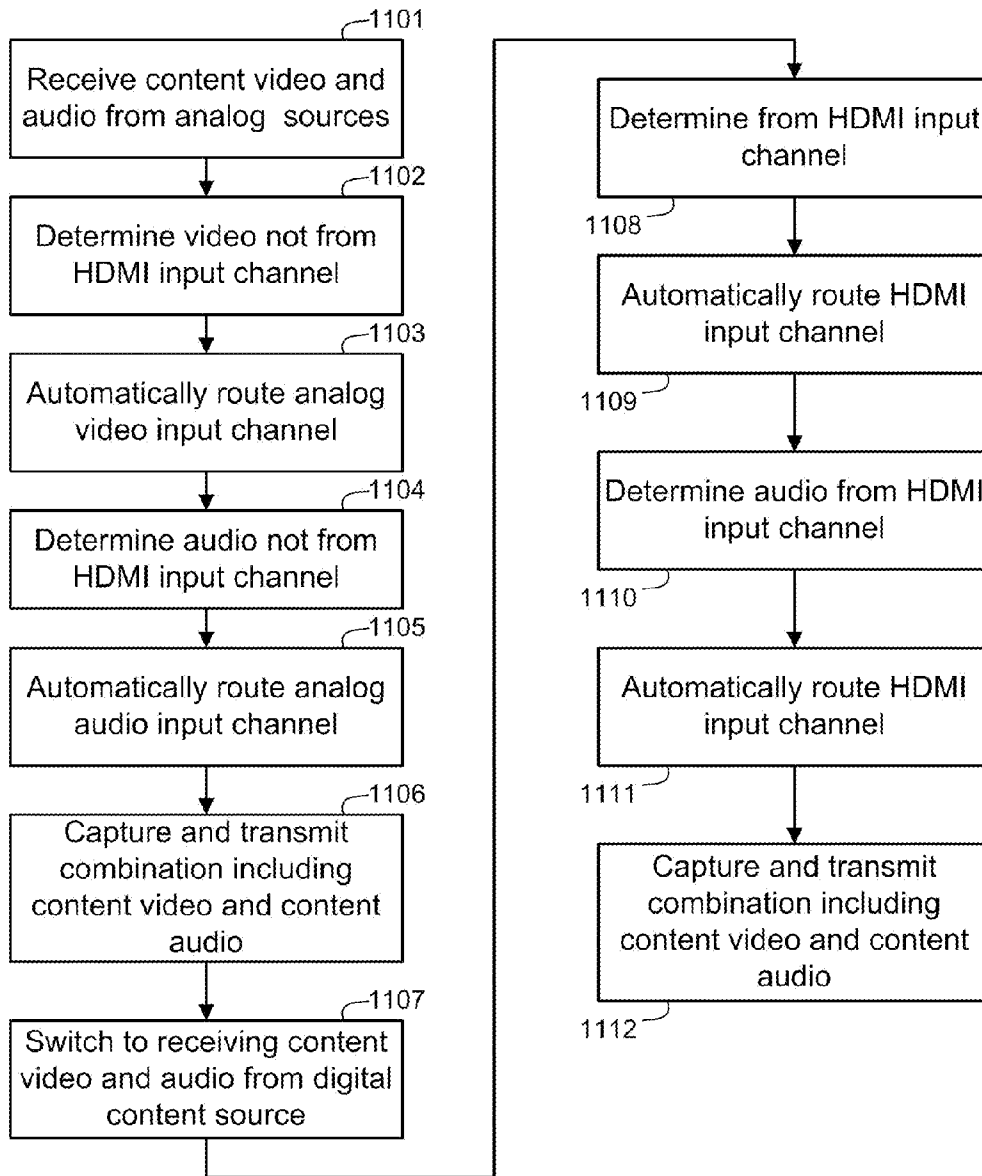 1101
Receive content video and
audio from analog sources
1102
Determine video not from
HDMI input channel
1103
Automatically route analog
video input channel
1104
Determine audio not from
HDMI input channel
1105
Automatically route analog
audio input channel
1106
Capture and transmit
combination including
content video and content
audio
1107
Switch to receiving content
video and audio from digital
content source
Determine from HDMI input
channel
1108
Automatically route HDMI
input channel
1109
Determine audio from HDMI
input channel
1110
Automatically route HDMI
input channel
1111
Capture and transmit
combination including
content video and content
audio
1112